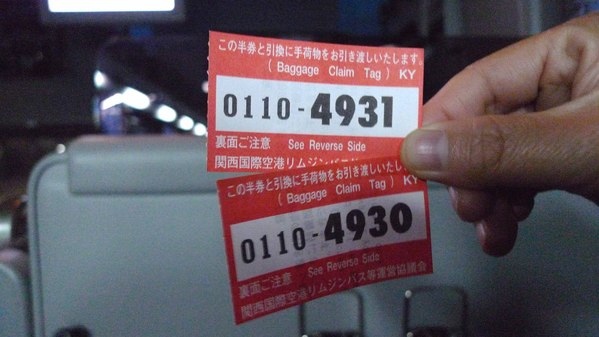 この半券と引換に手荷物をお引き渡しいたします。
( Baggage Claim Tag ) KY
0110-4931
裏面ご注意 See Reverse Side
関西国際空港リムジンバス
この半券と引換に手荷物をお引き渡しいたし
( Baggage Claim Tag ) KY
0110-4930
裏面ご注意 See Reverse Side
関西国際空港リムジンバス等運営協議会